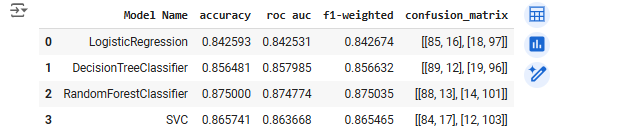 Model Name accuracy roc auc f1-weighted confusion_matrix
0 LogisticRegression 0.842593 0.842531 0.842674 [[85, 16], [18, 97]]
1 DecisionTreeClassifier 0.856481 0.857985 0.856632 [[89, 12], [19, 96]]
2 RandomForestClassifier 0.875000 0.874774 0.875035 [[88, 13], [14, 101]]
3 SVC 0.865741 0.863668 0.865465 [[84, 17], [12, 103]]